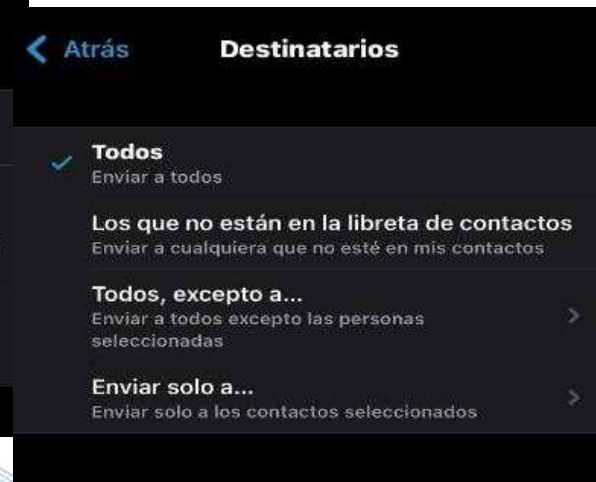 Atrás
Destinatarios
Todos
Enviar a todos
Los que no están en la libreta de contactos
Enviar a cualquiera que no esté en mis contactos
Todos, excepto a...
Enviar a todos excepto las personas
seleccionadas
Enviar solo a...
Enviar solo a los contactos seleccionados